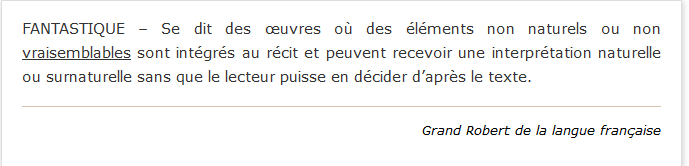 FANTASTIQUE – Se dit des œuvres où des éléments non naturels ou non
vraisemblables sont intégrés au récit et peuvent recevoir une interprétation naturelle
ou surnaturelle sans que le lecteur puisse en décider d’après le texte.
Grand Robert de la langue française